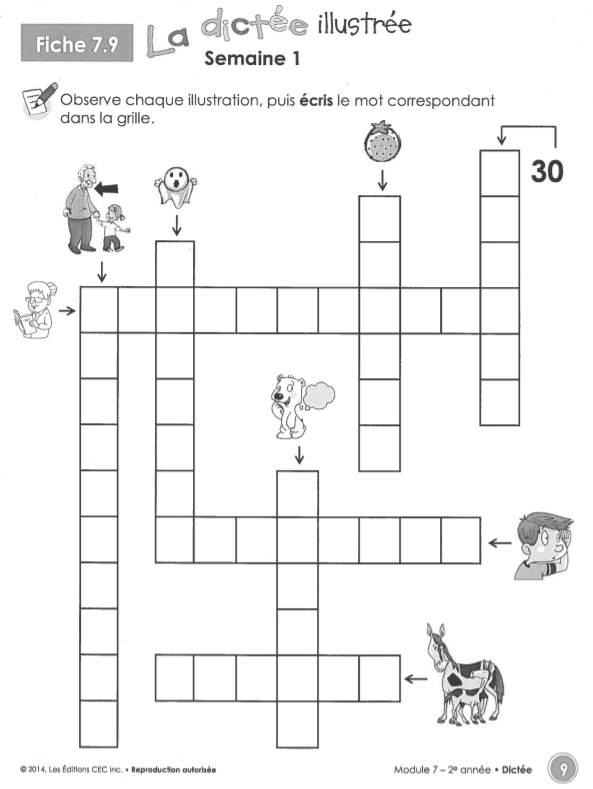 Fiche 7.9
La dictée illustrée
Semaine 1
Observe chaque illustration, puis écris le mot correspondant
dans la grille.
30
© 2014, Les Éditions CEC inc. • Reproduction autorisée
Module 7 – 2e année • Dictée
9